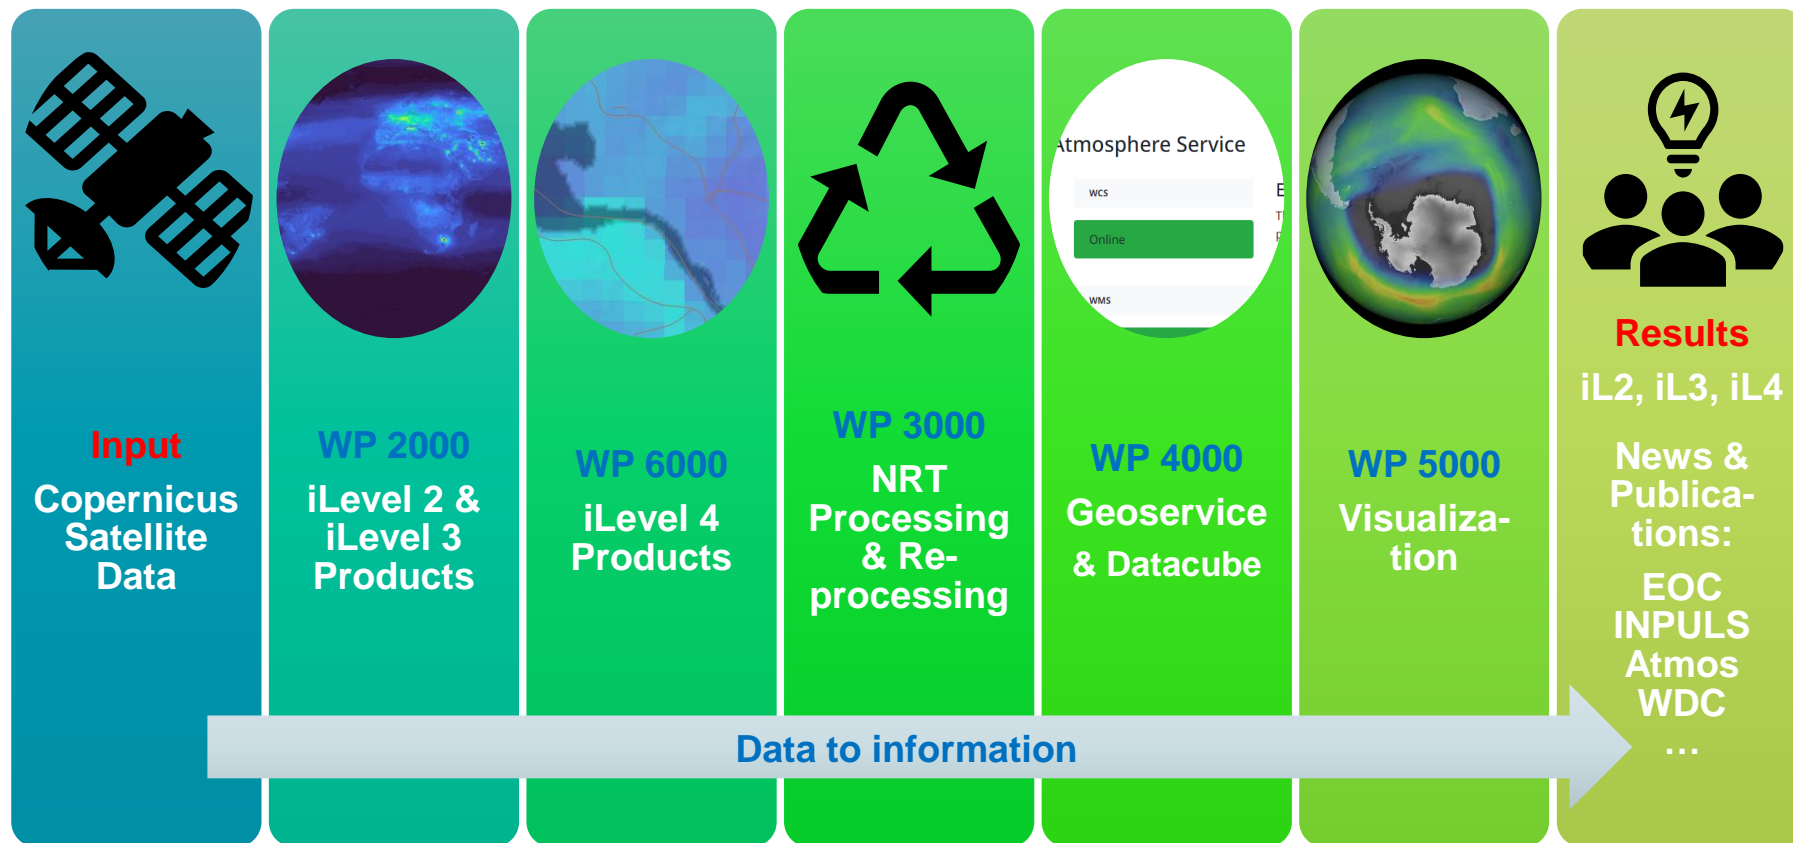 Input
Copernicus
Satellite
Data
WP 2000
iLevel 2 &
iLevel 3
Products
WP 6000
iLevel 4
Products
WP 3000
NRT
Processing
& Re-
processing
Atmosphere Service
WCS
Online
WMS
WP 4000
Geoservice
& Datacube
WP 5000
Visualiza-
tion
Results
iL2, iL3, iL4
News &
Publica-
tions:
EOC
INPULS
Atmos
WDC
…
Data to information